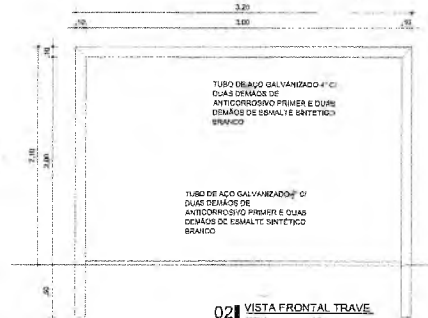 3.20
.10 3.00 .10
.10
TUBO DE AÇO GALVANIZADO 4" C/
DUAS DEMÃOS DE
ANTICORROSIVO PRIMER E DUAS
DEMÃOS DE ESMALTE SINTÉTICO
BRANCO
2.10
2.00
TUBO DE AÇO GALVANIZADO C/
DUAS DEMÃOS DE
ANTICORROSIVO PRIMER E DUAS
DEMÃOS DE ESMALTE SINTÉTICO
BRANCO
.50
02 VISTA FRONTAL TRAVE